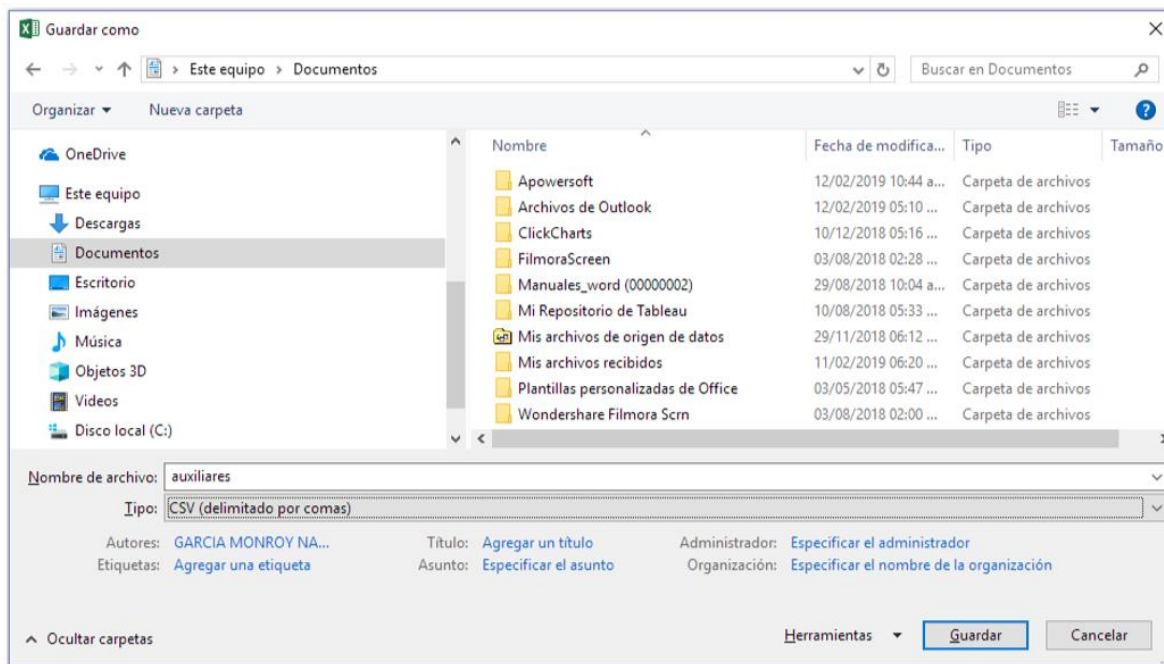 Guardar como
Este equipo > Documentos
Buscar en Documentos
Organizar
Nueva carpeta
OneDrive
Este equipo
Descargas
Documentos
Escritorio
Imágenes
Música
Objetos 3D
Videos
Disco local (C:)
Nombre Fecha de modifica... Tipo Tamaño
Apowersoft 12/02/2019 10:44 a... Carpeta de archivos
Archivos de Outlook 12/02/2019 05:10 ... Carpeta de archivos
ClickCharts 10/12/2018 05:16 ... Carpeta de archivos
FilmoraScreen 03/08/2018 02:28 ... Carpeta de archivos
Manuales_word (00000002) 29/08/2018 10:04 a... Carpeta de archivos
Mi Repositorio de Tableau 10/08/2018 05:33 ... Carpeta de archivos
Mis archivos de origen de datos 29/11/2018 06:12 ... Carpeta de archivos
Mis archivos recibidos 11/02/2019 06:20 ... Carpeta de archivos
Plantillas personalizadas de Office 03/05/2018 05:47 ... Carpeta de archivos
Wondershare Filmora Scrn 03/08/2018 02:00 ... Carpeta de archivos
Nombre de archivo: auxiliares
Tipo: CSV (delimitado por comas)
Autores: GARCIA MONROY NA... Título: Agregar un título Administrador: Especificar el administrador
Etiquetas: Agregar una etiqueta Asunto: Especificar el asunto Organización: Especificar el nombre de la organización
Ocultar carpetas Herramientas Guardar Cancelar